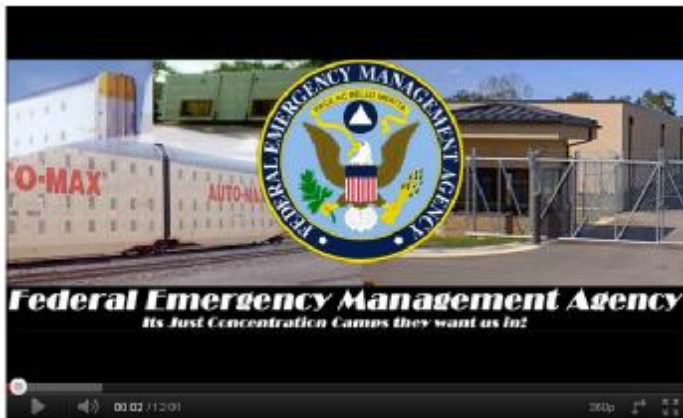 FEDERAL EMERGENCY MANAGEMENT AGENCY
TO-MAX®
AUTO-MAX
Federal Emergency Management Agency
Its Just Concentration Camps they want us in!
00:02 / 12:01
360p